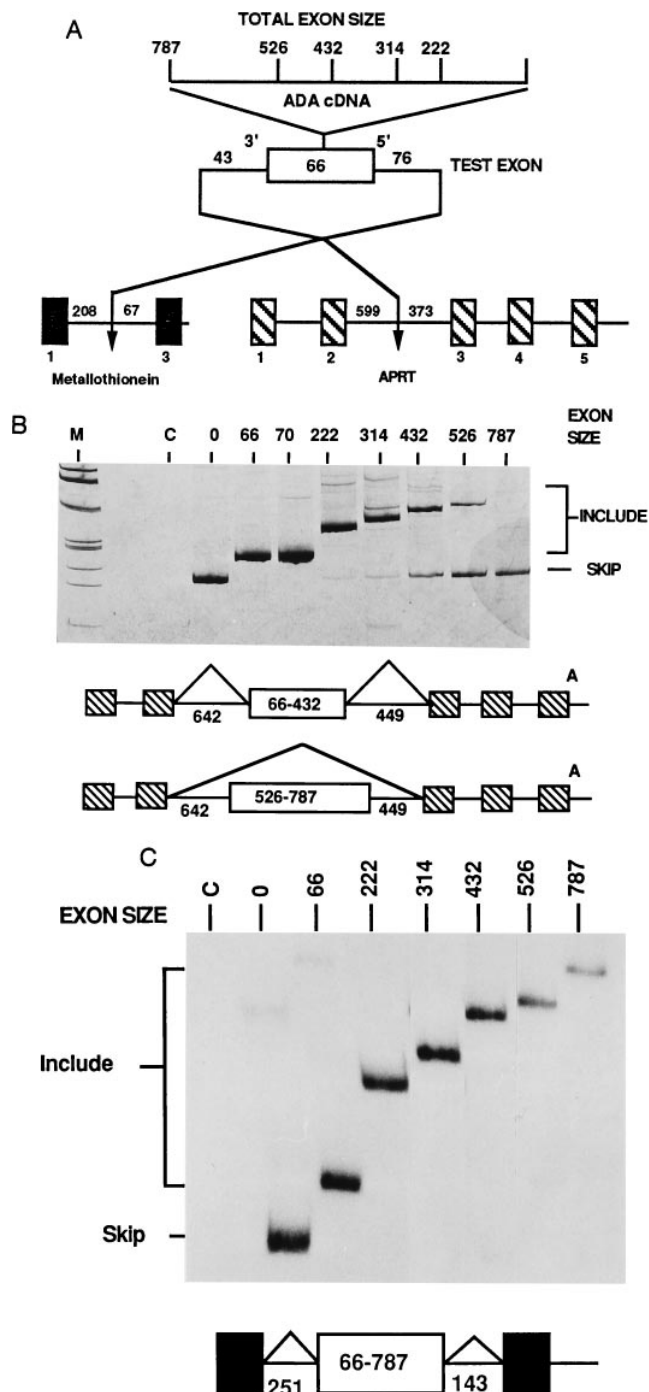 A
TOTAL EXON SIZE
787 526 432 314 222
ADA cDNA
3' 5'
43 66 76 TEST EXON
208 67 599 373
1 3 1 2 3 4 5
Metallothionein APRT
B
M C 0 66 70 222 314 432 526 787 EXON SIZE
INCLUDE
SKIP
A
642 66-432 449
A
642 526-787 449
C
EXON SIZE C 0 66 222 314 432 526 787
Include
Skip
66-787
251 143